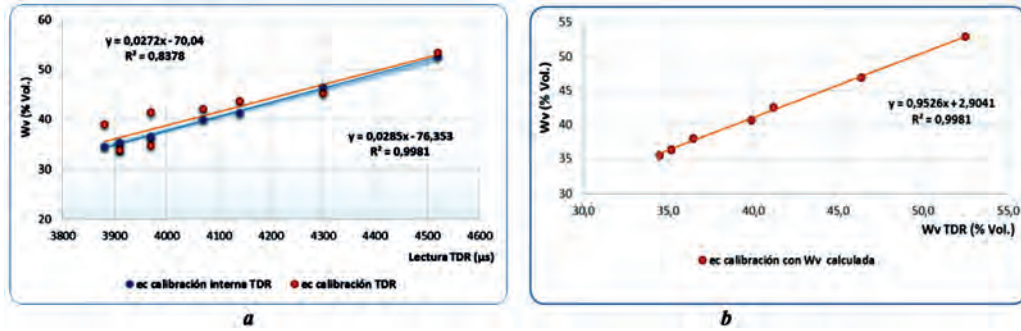 60
50
40
30
20
Wv (% Vol.)
y = 0,0272x - 70,04
R² = 0,8378
y = 0,0285x - 76,353
R² = 0,9981
3800 3900 4000 4100 4200 4300 4400 4500 4600
Lectura TDR (µs)
ec calibración interna TDR ec calibración TDR
a
55
50
45
40
35
30
Wv (% Vol.)
y = 0,9526x + 2,9041
R² = 0,9981
30,0 35,0 40,0 45,0 50,0 55,0
Wv TDR (% Vol.)
ec calibración con Wv calculada
b